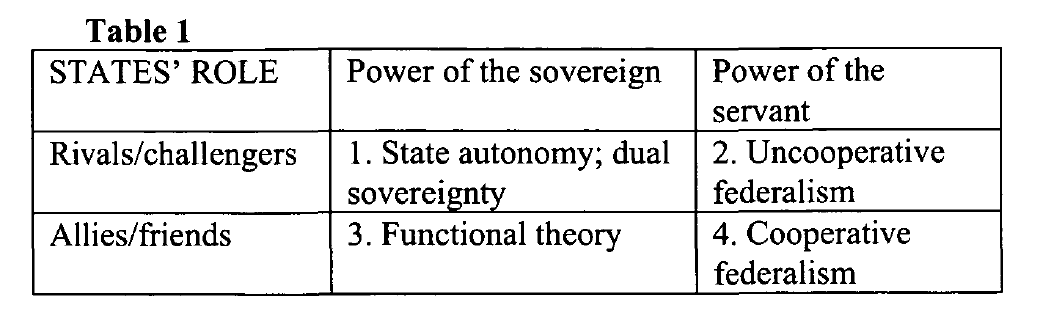 Table 1
STATES' ROLE
Power of the sovereign
Power of the
servant
Rivals/challengers
1. State autonomy; dual
sovereignty
2. Uncooperative
federalism
Allies/friends
3. Functional theory
4. Cooperative
federalism